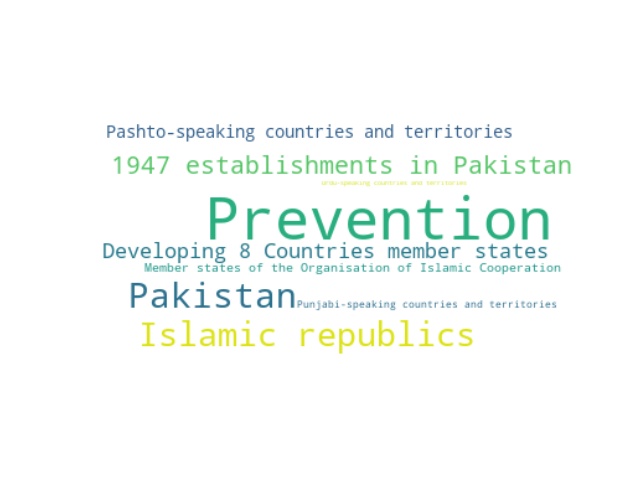 Pashto-speaking countries and territories
1947 establishments in Pakistan
Urdu-speaking countries and territories
Prevention
Developing 8 Countries member states
Member states of the Organisation of Islamic Cooperation
Pakistan
Punjabi-speaking countries and territories
Islamic republics